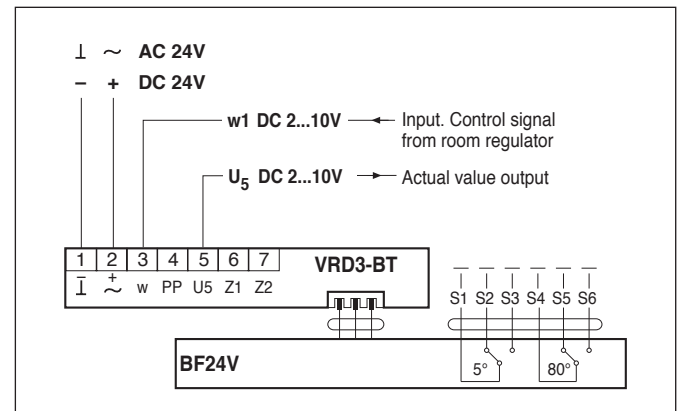 ⊥ ~ AC 24V
– + DC 24V
w1 DC 2...10V
Input. Control signal
from room regulator
U5 DC 2...10V
Actual value output
1 2 3 4 5 6 7
VRD3-BT
⊥ ~ + w PP U5 Z1 Z2
S1 S2 S3 S4 S5 S6
BF24V
5° 80°